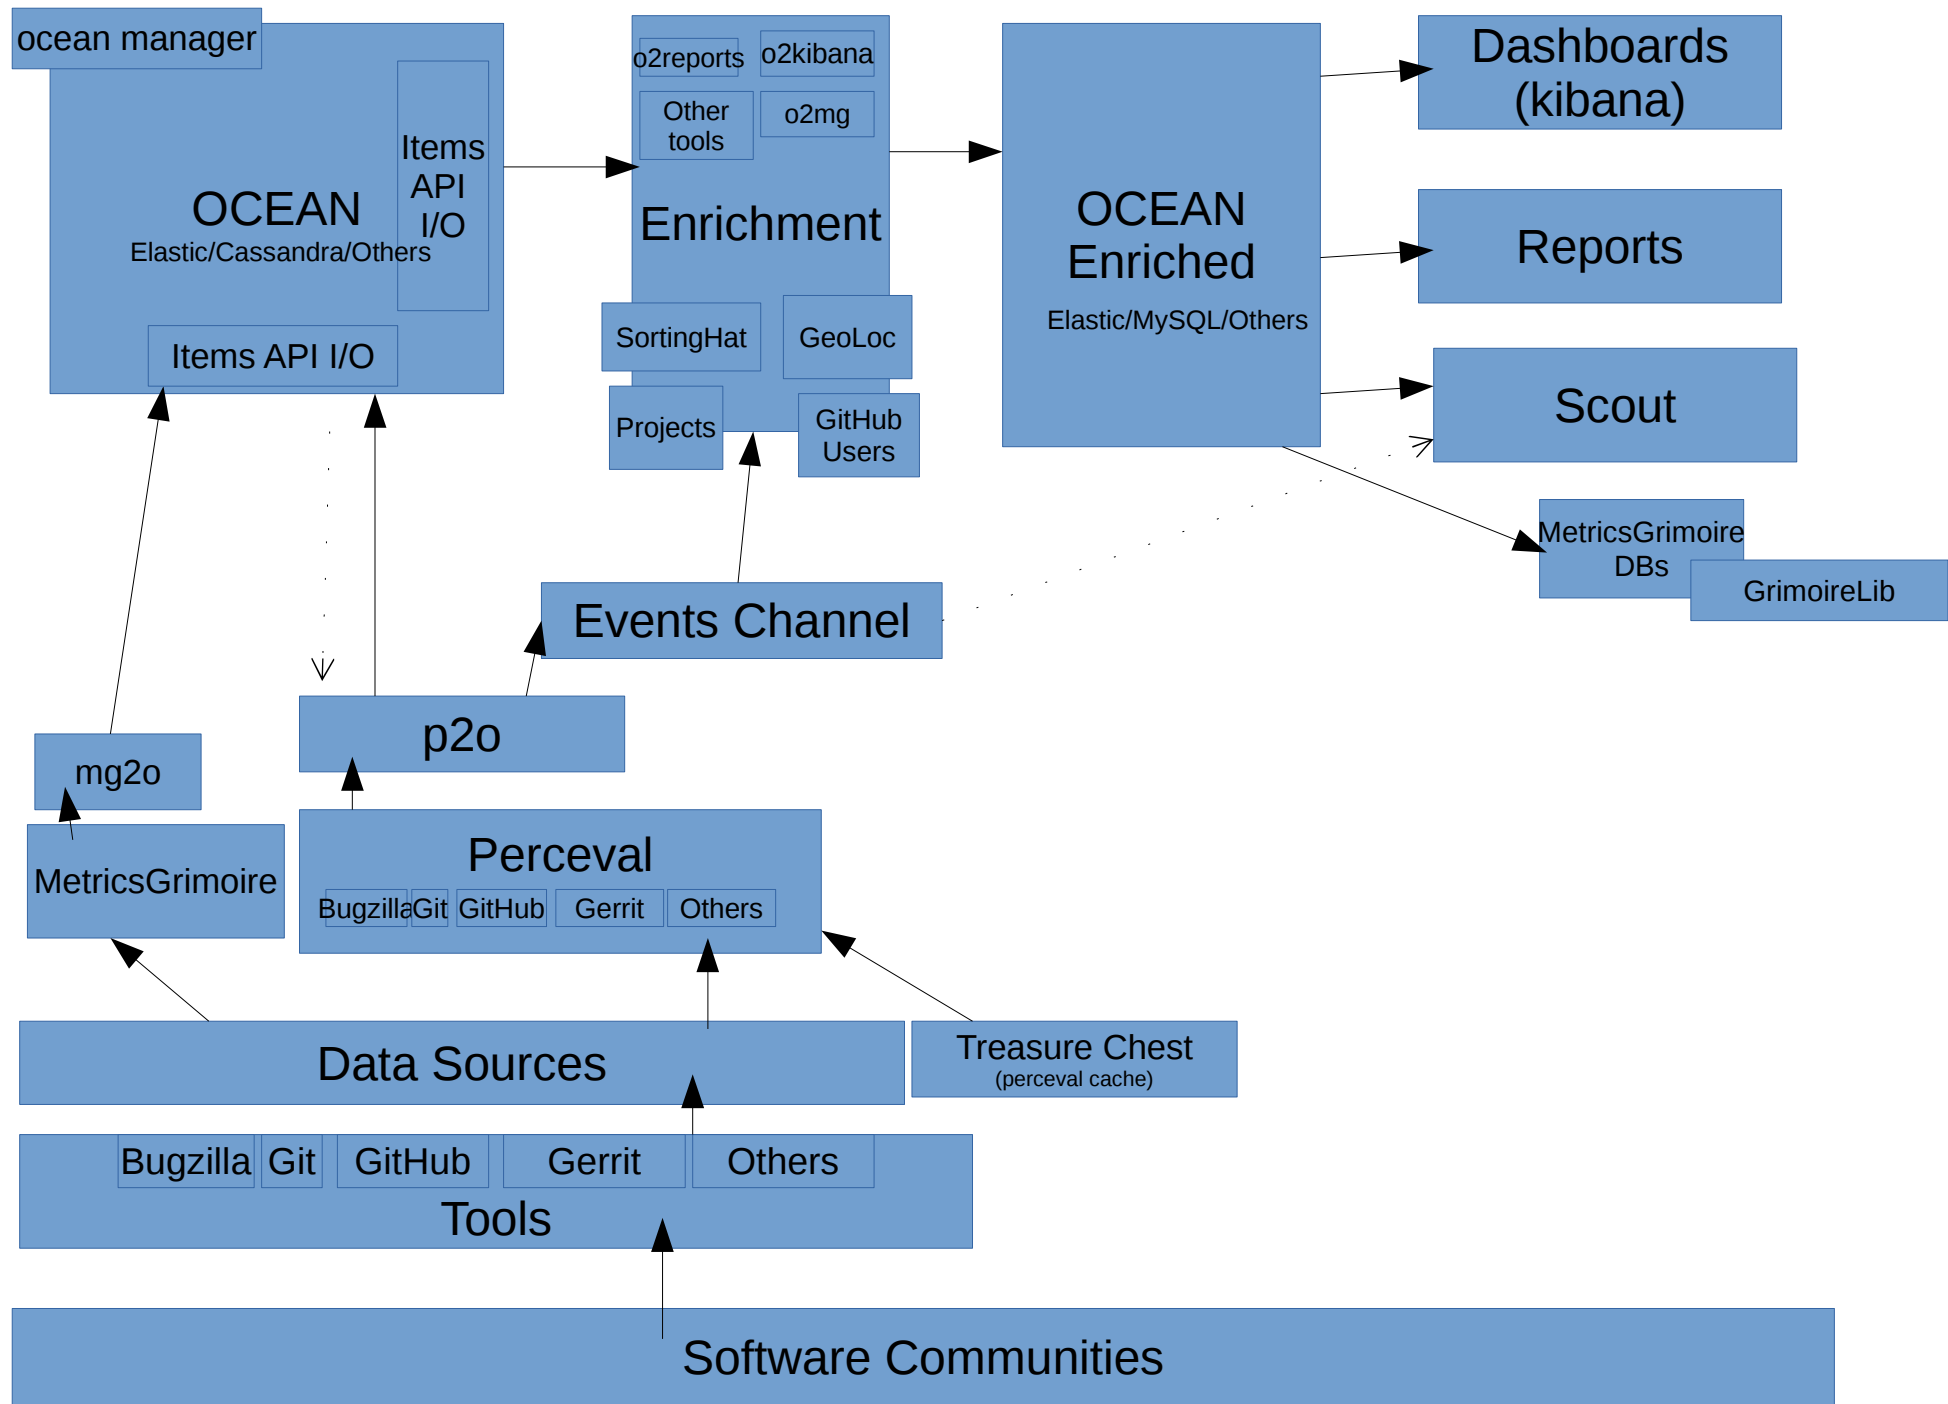 ocean manager
Items
API
I/O
OCEAN
Elastic/Cassandra/Others
Items API I/O
o2reports
o2kibana
Other
tools
o2mg
Enrichment
SortingHat
GeoLoc
Projects
GitHub
Users
OCEAN
Enriched
Elastic/MySQL/Others
Dashboards
(kibana)
Reports
Scout
MetricsGrimoire
DBs
GrimoireLib
Events Channel
p2o
mg2o
MetricsGrimoire
Perceval
Bugzilla
Git
GitHub
Gerrit
Others
Data Sources
Treasure Chest
(perceval cache)
Bugzilla
Git
GitHub
Gerrit
Others
Tools
Software Communities